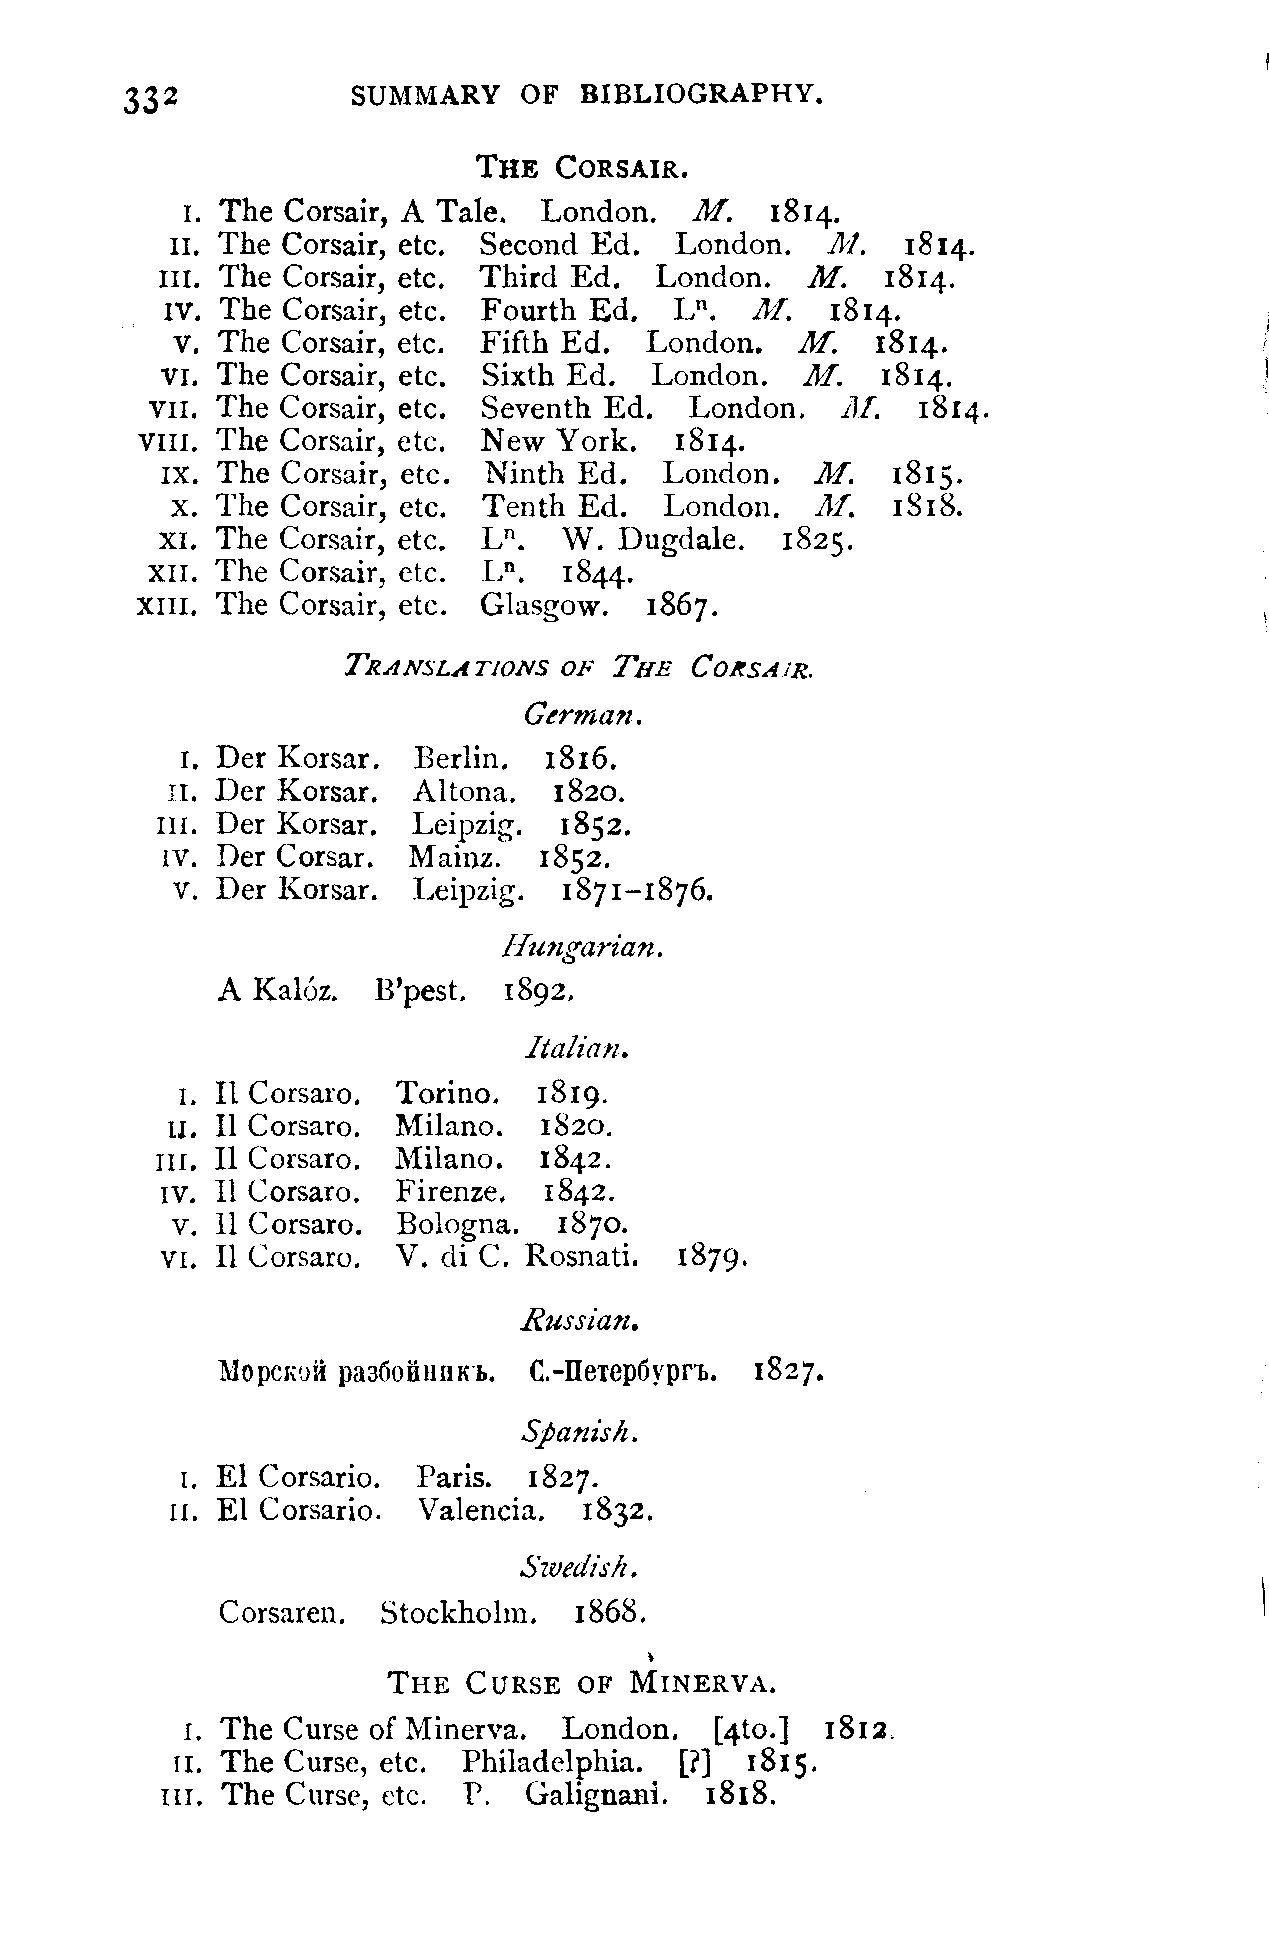 332 SUMMARY OF BIBLIOGRAPHY.
THE CORSAIR.
I. The Corsair, A Tale. London. M. 1814.
II. The Corsair, etc. Second Ed. London. M. 1814.
III. The Corsair, etc. Third Ed. London. M. 1814.
IV. The Corsair, etc. Fourth Ed. Lⁿ. M. 1814.
V. The Corsair, etc. Fifth Ed. London. M. 1814.
VI. The Corsair, etc. Sixth Ed. London. M. 1814.
VII. The Corsair, etc. Seventh Ed. London. M. 1814.
VIII. The Corsair, etc. New York. 1814.
IX. The Corsair, etc. Ninth Ed. London. M. 1815.
X. The Corsair, etc. Tenth Ed. London. M. 1818.
XI. The Corsair, etc. Lⁿ. W. Dugdale. 1825.
XII. The Corsair, etc. Lⁿ. 1844.
XIII. The Corsair, etc. Glasgow. 1867.
TRANSLATIONS OF THE CORSAIR.
German.
I. Der Korsar. Berlin. 1816.
II. Der Korsar. Altona. 1820.
III. Der Korsar. Leipzig. 1852.
IV. Der Corsar. Mainz. 1852.
V. Der Korsar. Leipzig. 1871–1876.
Hungarian.
A Kalóz. B'pest. 1892.
Italian.
I. Il Corsaro. Torino. 1819.
II. Il Corsaro. Milano. 1820.
III. Il Corsaro. Milano. 1842.
IV. Il Corsaro. Firenze. 1842.
V. Il Corsaro. Bologna. 1870.
VI. Il Corsaro. V. di C. Rosnati. 1879.
Russian.
Морской разбойникъ. С.-Петербургъ. 1827.
Spanish.
I. El Corsario. Paris. 1827.
II. El Corsario. Valencia. 1832.
Swedish.
Corsaren. Stockholm. 1868.
THE CURSE OF MINERVA.
I. The Curse of Minerva. London. [4to.] 1812.
II. The Curse, etc. Philadelphia. [?] 1815.
III. The Curse, etc. P. Galignani. 1818.